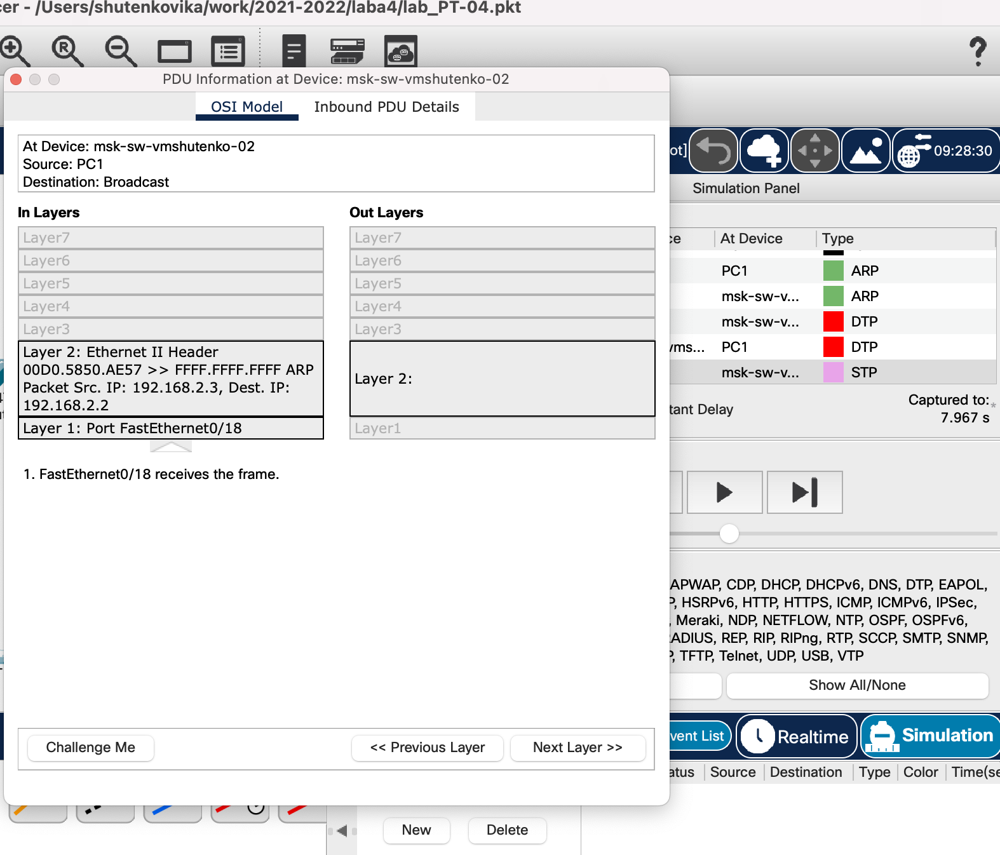 cer - /Users/shutenkovika/work/2021-2022/laba4/lab_PT-04.pkt
R
?
PDU Information at Device: msk-sw-vmshutenko-02
OSI Model
Inbound PDU Details
At Device: msk-sw-vmshutenko-02
Source: PC1
Destination: Broadcast
In Layers
Out Layers
Layer7
Layer6
Layer5
Layer4
Layer3
Layer 2: Ethernet II Header
00D0.5850.AE57 >> FFFF.FFFF.FFFF ARP
Packet Src. IP: 192.168.2.3, Dest. IP:
192.168.2.2
Layer 1: Port FastEthernet0/18
Layer7
Layer6
Layer5
Layer4
Layer3
Layer 2:
Layer1
1. FastEthernet0/18 receives the frame.
Challenge Me
<< Previous Layer
Next Layer >>
ot]
09:28:30
Simulation Panel
ce
At Device
Type
PC1
ARP
msk-sw-v...
ARP
msk-sw-v...
DTP
vms...
PC1
DTP
msk-sw-v...
STP
tant Delay
Captured to:
7.967 s
*
APWAP, CDP, DHCP, DHCPv6, DNS, DTP, EAPOL,
P, HSRPv6, HTTP, HTTPS, ICMP, ICMPv6, IPSec,
, Meraki, NDP, NETFLOW, NTP, OSPF, OSPFv6,
ADIUS, REP, RIP, RIPng, RTP, SCCP, SMTP, SNMP,
P, TFTP, Telnet, UDP, USB, VTP
Show All/None
vent List
Realtime
Simulation
atus
Source
Destination
Type
Color
Time(se
New
Delete